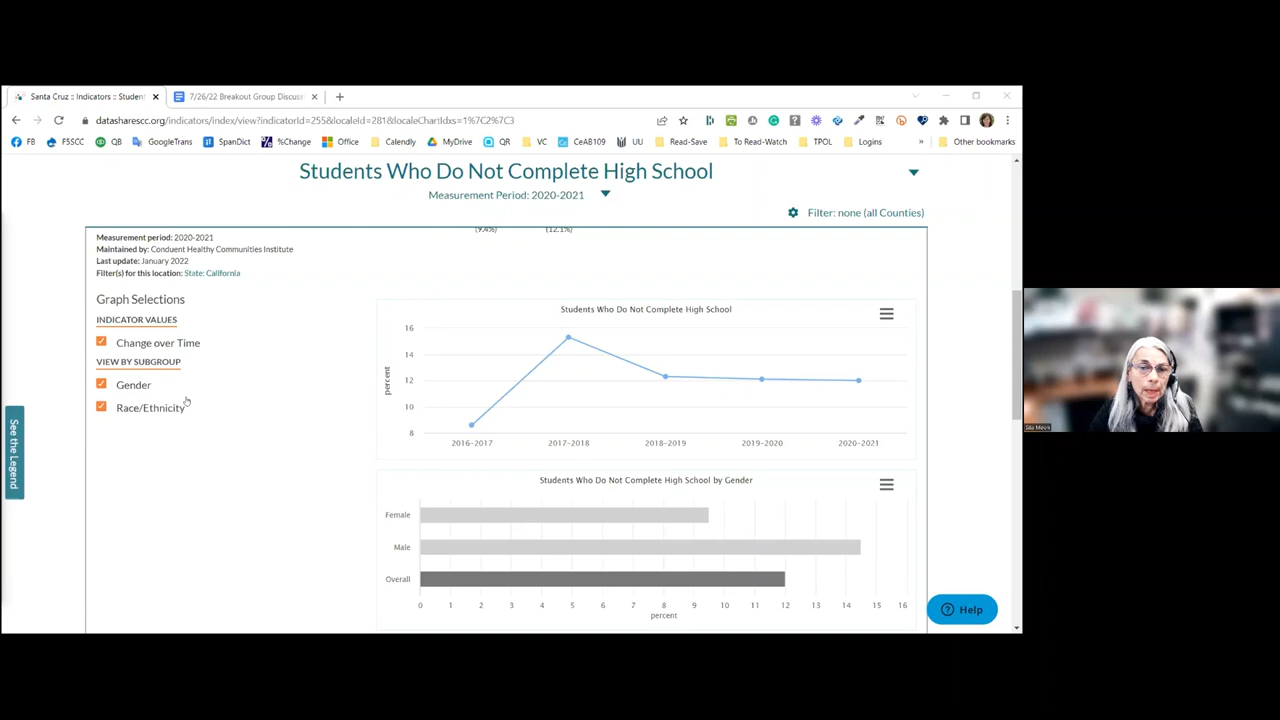 Santa Cruz :: Indicators :: Student
7/26/22 Breakout Group Discuss
datasharescc.org/indicators/index/view?indicatorId=255&localeId=281&localeChartIdxs=1%7C2%7C3
FB F5SCC QB GoogleTrans SpanDict %Change Office Calendly MyDrive QR VC CeAB109 UU Read-Save To Read-Watch TPOL Logins » Other bookmarks
Students Who Do Not Complete High School
Measurement Period: 2020-2021
Filter: none (all Counties)
(9.4%) (12.1%)
Measurement period: 2020-2021
Maintained by: Conduent Healthy Communities Institute
Last update: January 2022
Filter(s) for this location: State: California
Graph Selections
INDICATOR VALUES
Change over Time
VIEW BY SUBGROUP
Gender
Race/Ethnicity
See the Legend
Students Who Do Not Complete High School
percent
16
14
12
10
8
2016-2017 2017-2018 2018-2019 2019-2020 2020-2021
Students Who Do Not Complete High School by Gender
Female
Male
Overall
0 1 2 3 4 5 6 7 8 9 10 11 12 13 14 15 16
percent
Help